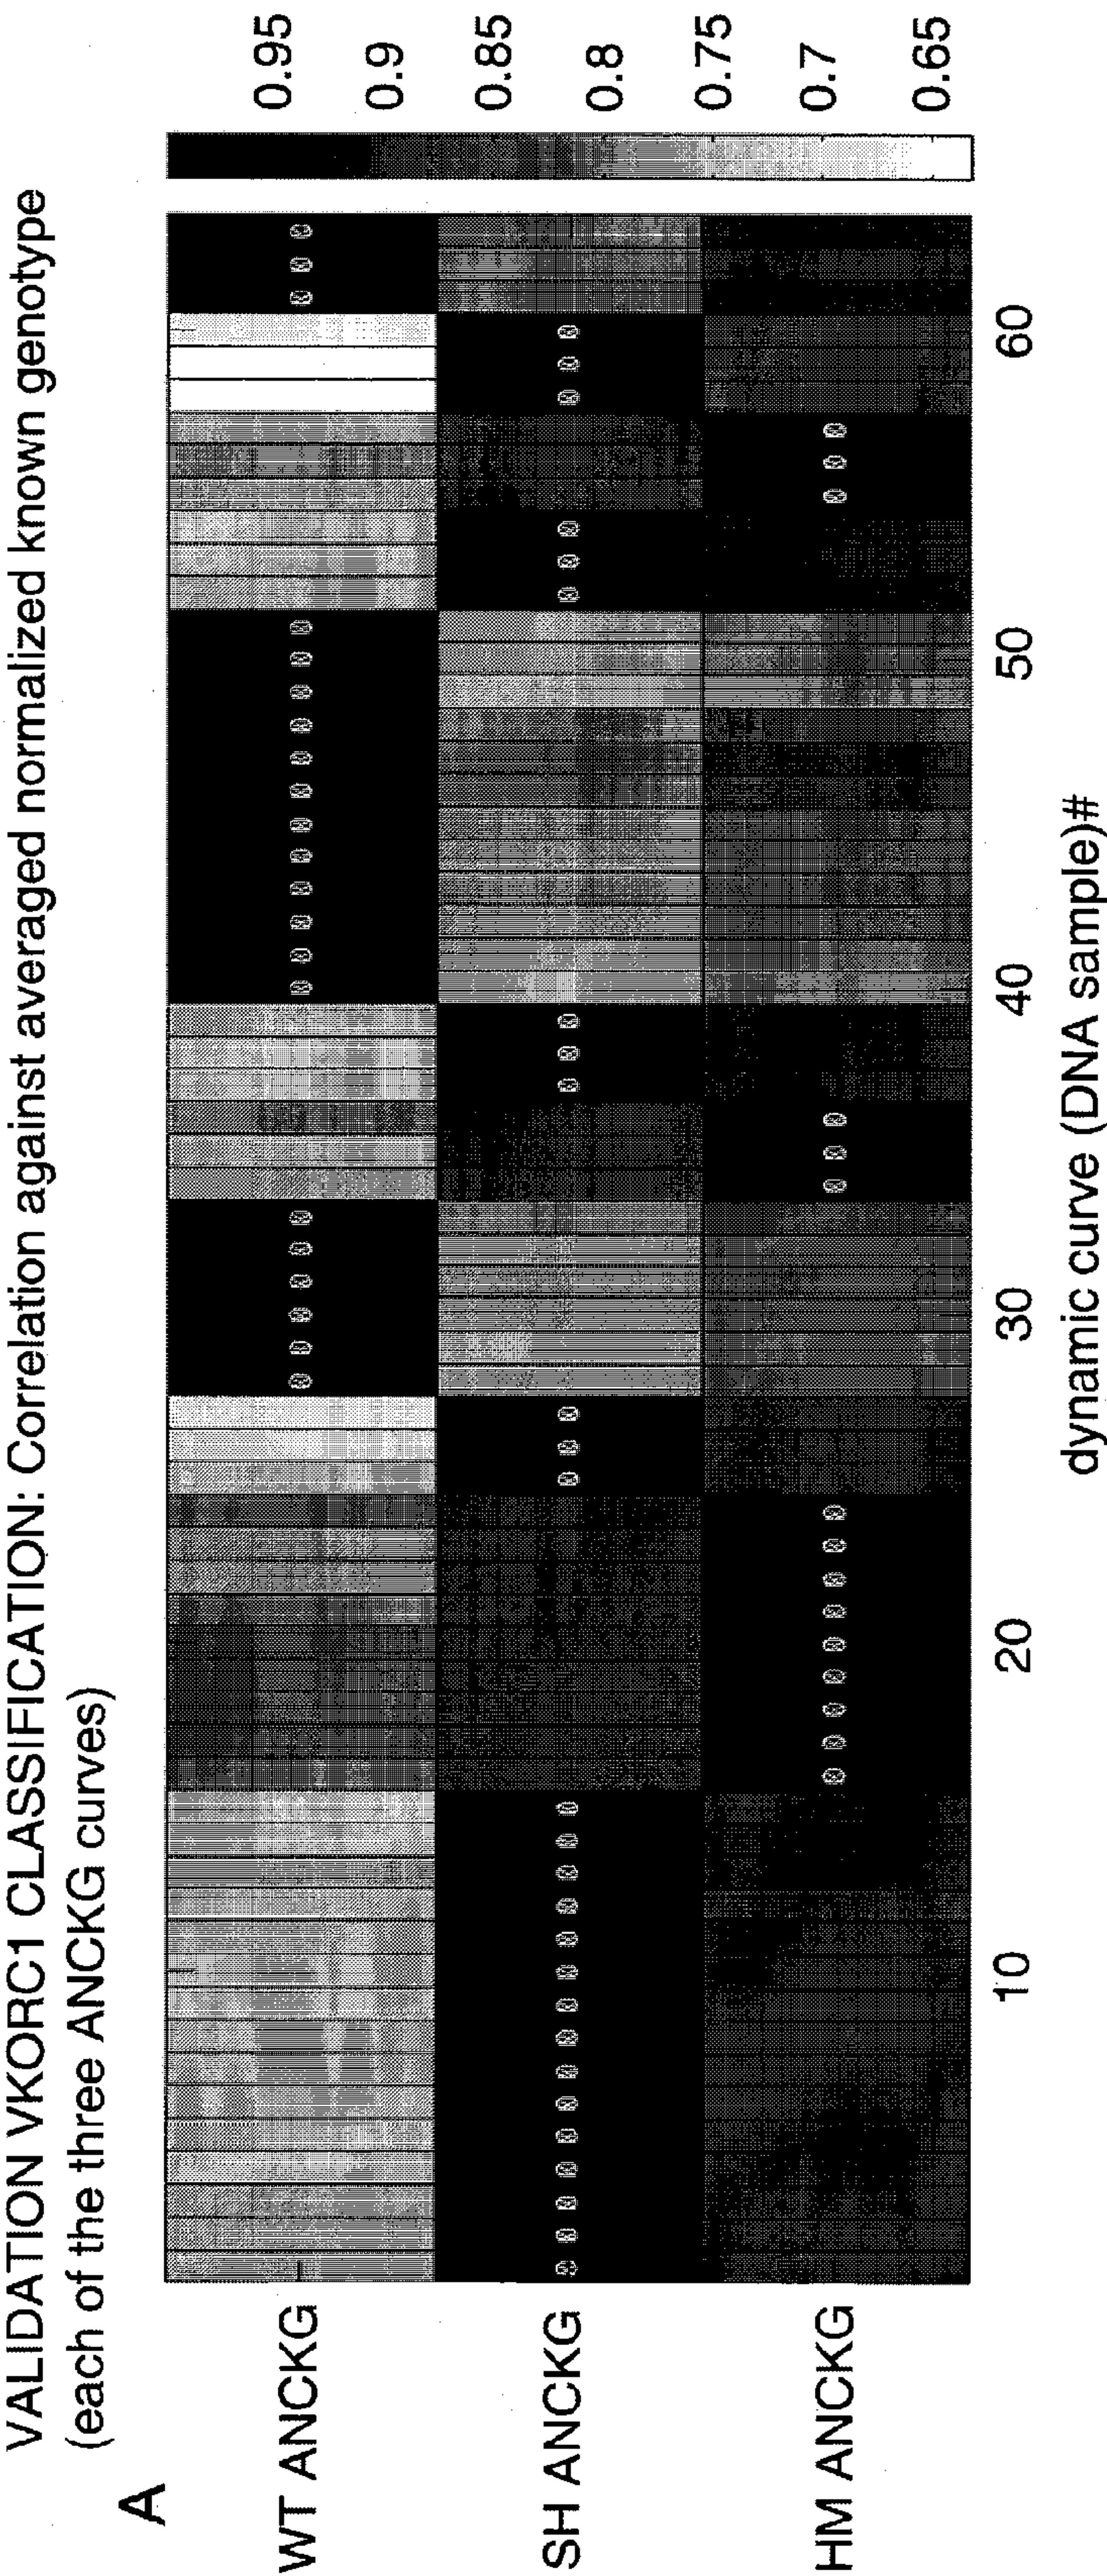 VALIDATION VKORC1 CLASSIFICATION: Correlation against averaged normalized known genotype
(each of the three ANCKG curves)
A
WT ANCKG
SH ANCKG
HM ANCKG
0.95
0.9
0.85
0.8
0.75
0.7
0.65
10
20
30
40
50
60
dynamic curve (DNA sample)#